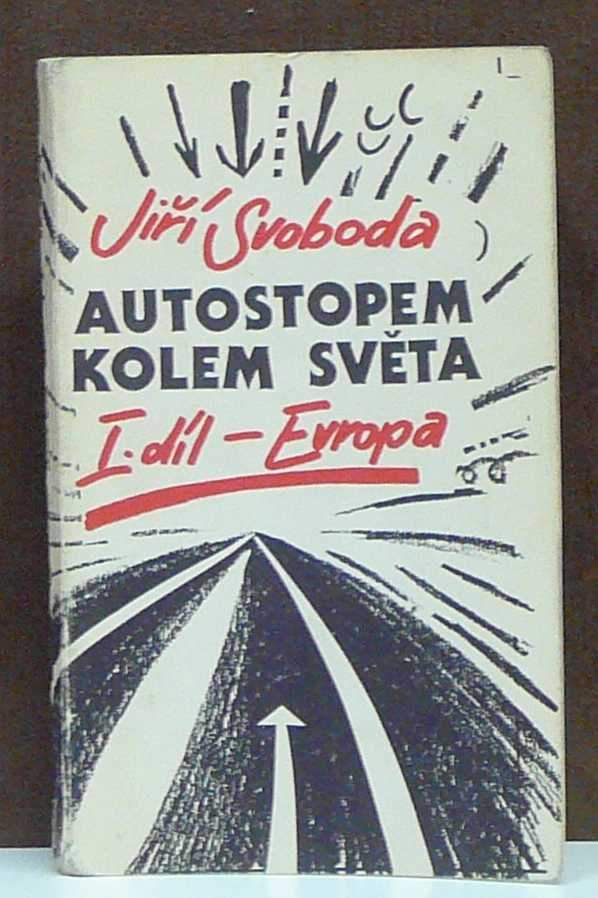 Jiří Svoboda
AUTOSTOPEM
KOLEM SVĚTA
I. díl – Evropa